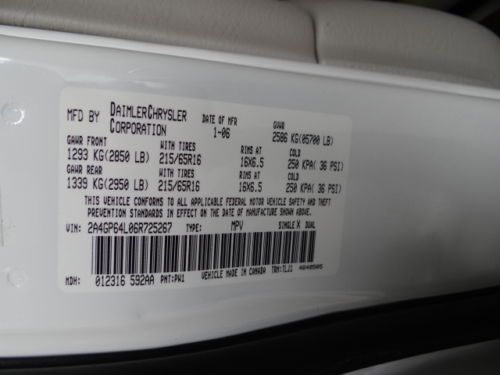 MFD BY DAIMLERCHRYSLER CORPORATION DATE OF MFR 1-06 GVWR 2586 KG(05700 LB)
GAWR FRONT WITH TIRES RIMS AT COLD
1293 KG(2850 LB) 215/65R16 16X6.5 250 KPA( 36 PSI)
GAWR REAR WITH TIRES RIMS AT COLD
1339 KG(2950 LB) 215/65R16 16X6.5 250 KPA( 36 PSI)
THIS VEHICLE CONFORMS TO ALL APPLICABLE FEDERAL MOTOR VEHICLE SAFETY AND THEFT
PREVENTION STANDARDS IN EFFECT ON THE DATE OF MANUFACTURE SHOWN ABOVE.
VIN: 2A4GP64L06R725267 TYPE: MPV SINGLE X DUAL
MDH: 012316 592AA PNT:PW1 VEHICLE MADE IN CANADA TRM:TLJ1